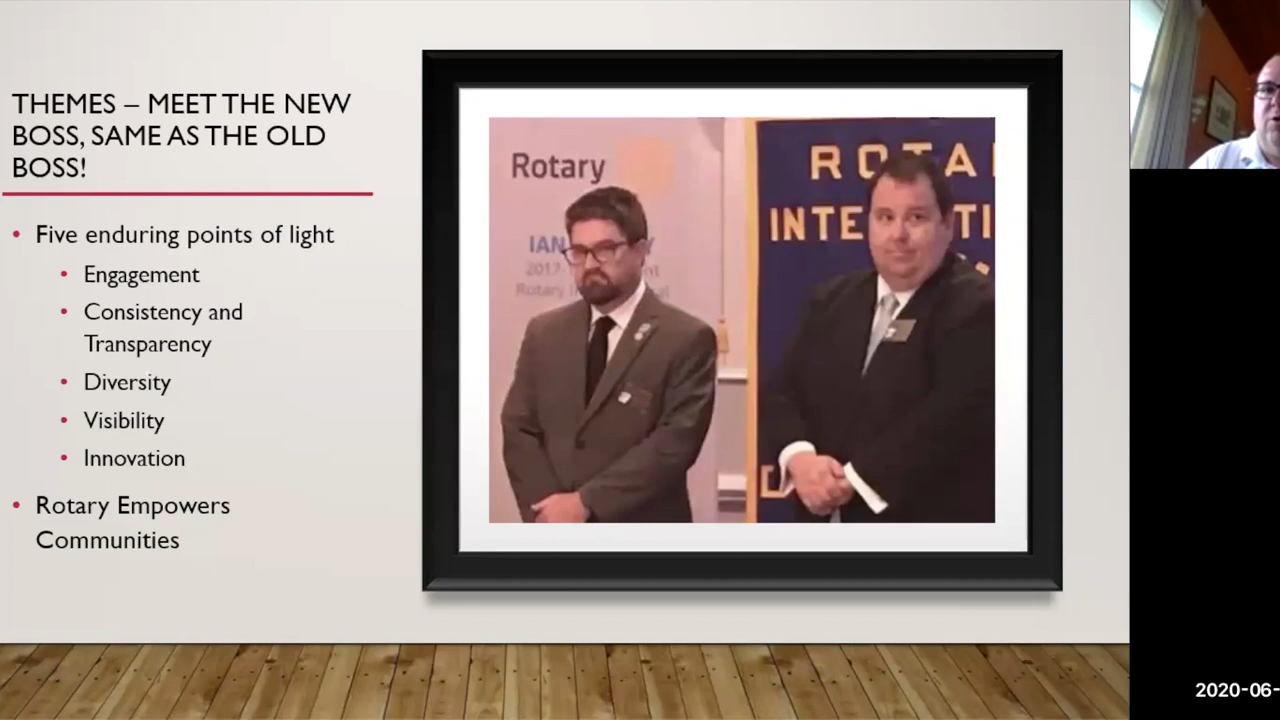 THEMES – MEET THE NEW
BOSS, SAME AS THE OLD
BOSS!
• Five enduring points of light
• Engagement
• Consistency and
Transparency
• Diversity
• Visibility
• Innovation
• Rotary Empowers
Communities
Rotary
IAN
2017
Rotary
ROTA
INTE TI
2020-06-